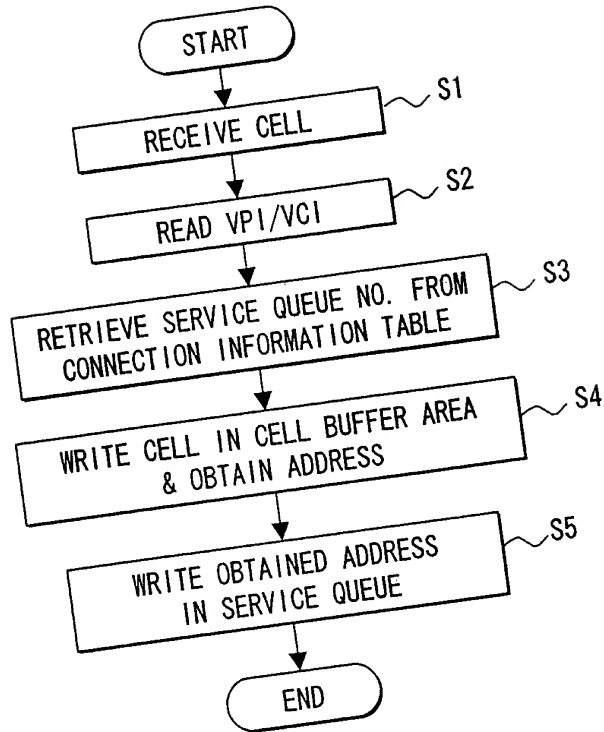 START
S1
RECEIVE CELL
S2
READ VPI/VCI
S3
RETRIEVE SERVICE QUEUE NO. FROM
CONNECTION INFORMATION TABLE
S4
WRITE CELL IN CELL BUFFER AREA
& OBTAIN ADDRESS
S5
WRITE OBTAINED ADDRESS
IN SERVICE QUEUE
END